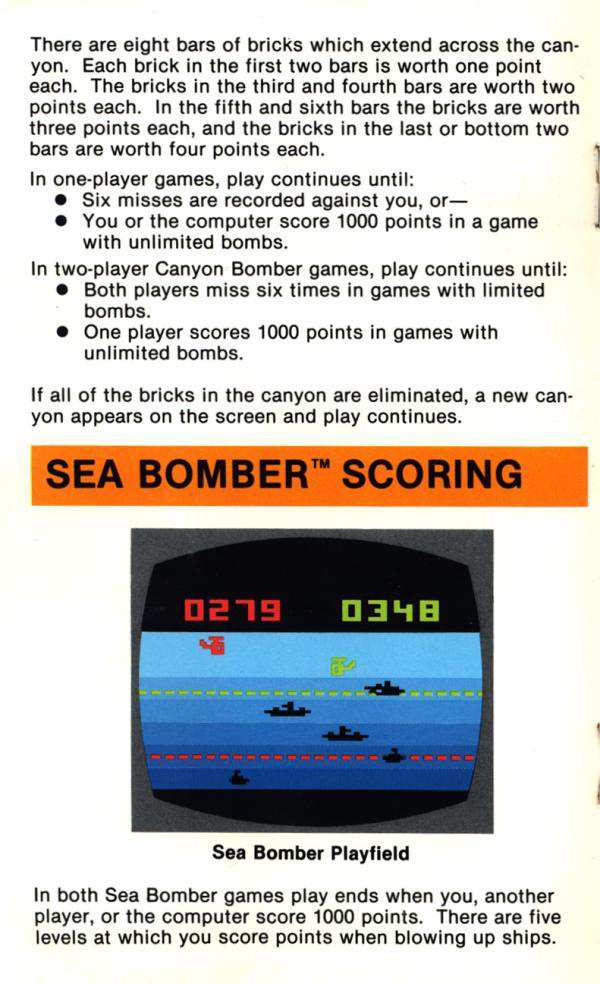 There are eight bars of bricks which extend across the can-
yon. Each brick in the first two bars is worth one point
each. The bricks in the third and fourth bars are worth two
points each. In the fifth and sixth bars the bricks are worth
three points each, and the bricks in the last or bottom two
bars are worth four points each.
In one-player games, play continues until:
● Six misses are recorded against you, or—
● You or the computer score 1000 points in a game
with unlimited bombs.
In two-player Canyon Bomber games, play continues until:
● Both players miss six times in games with limited
bombs.
● One player scores 1000 points in games with
unlimited bombs.
If all of the bricks in the canyon are eliminated, a new can-
yon appears on the screen and play continues.
SEA BOMBER™ SCORING
0279 0348
Sea Bomber Playfield
In both Sea Bomber games play ends when you, another
player, or the computer score 1000 points. There are five
levels at which you score points when blowing up ships.